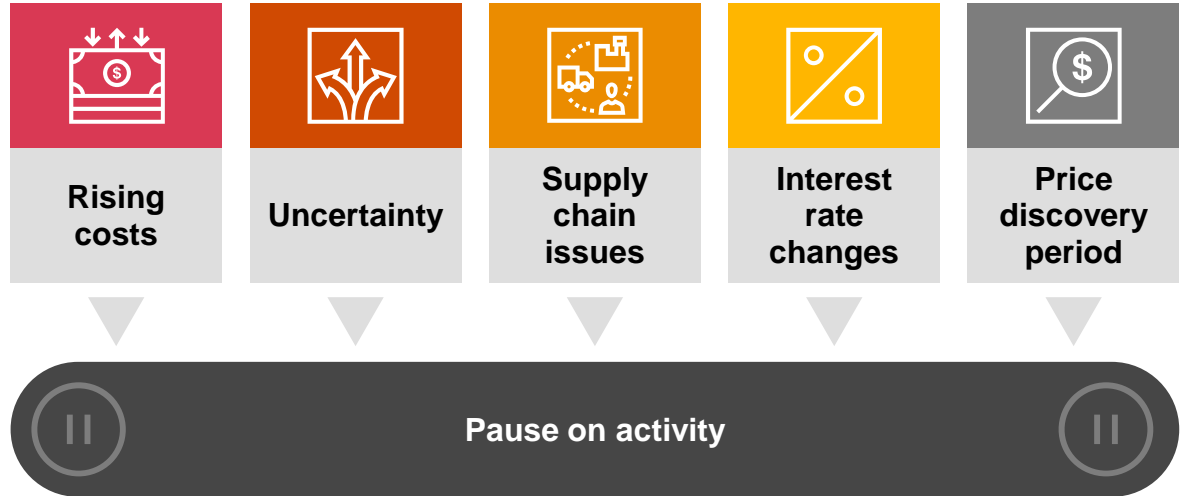 $
$
Rising
costs
Uncertainty
Supply
chain
issues
Interest
rate
changes
Price
discovery
period
Pause on activity